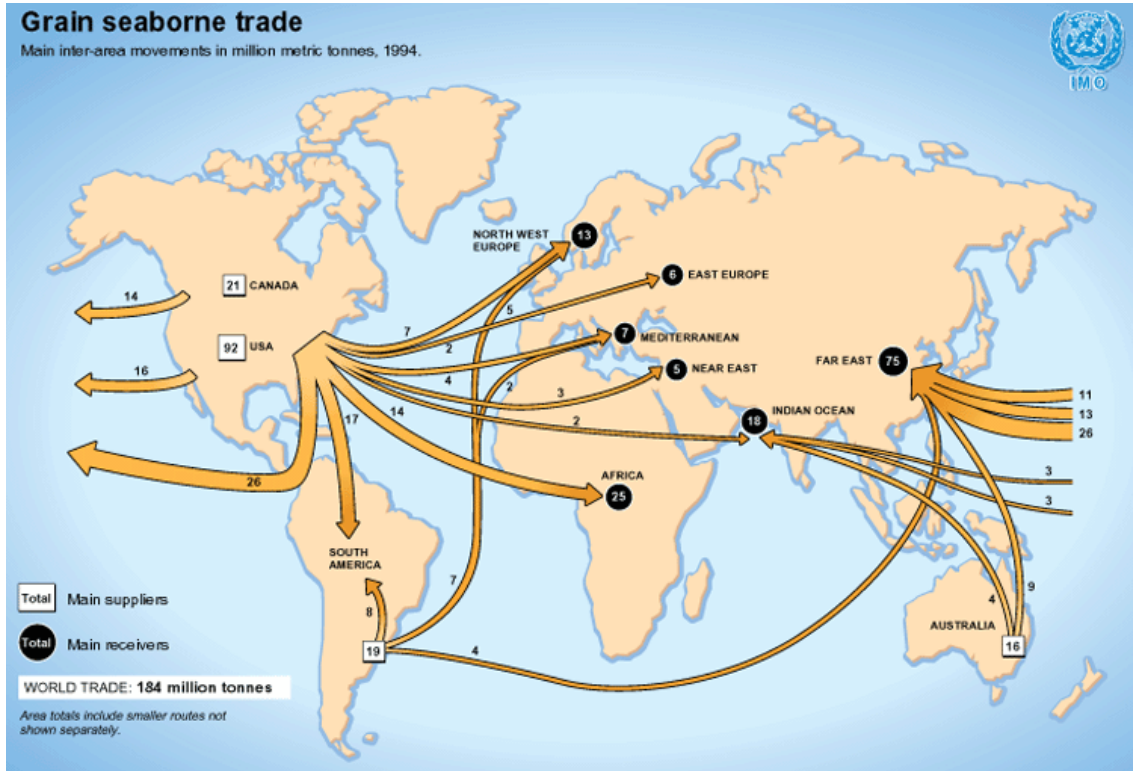 Grain seaborne trade
Main inter-area movements in million metric tonnes, 1994.
IMO
NORTH WEST
EUROPE
13
6 EAST EUROPE
21 CANADA
14
5
7
92 USA
2
7
MEDITERRANEAN
FAR EAST 75
16
4
2
5 NEAR EAST
3
11
13
26
17
14
2
18
INDIAN OCEAN
AFRICA
25
3
3
26
SOUTH
AMERICA
7
8
4
9
AUSTRALIA
16
19
4
Total Main suppliers
Total Main receivers
WORLD TRADE: 184 million tonnes
Area totals include smaller routes not
shown separately.